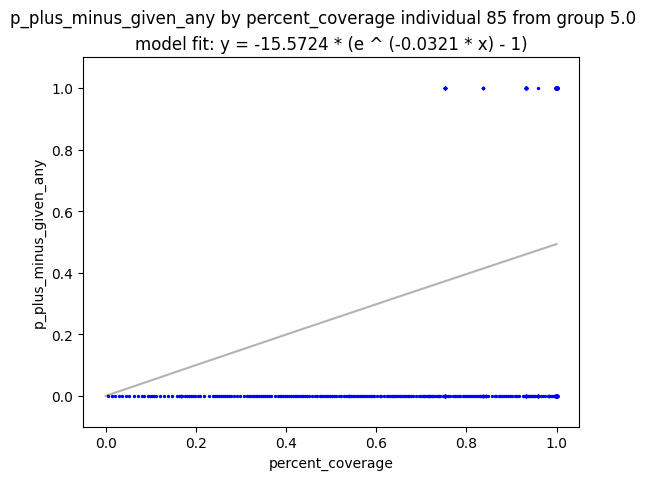 p_plus_minus_given_any by percent_coverage individual 85 from group 5.0
model fit: y = -15.5724 * (e ^ (-0.0321 * x) - 1)
1.0
0.8
0.6
0.4
0.2
0.0
p_plus_minus_given_any
0.0 0.2 0.4 0.6 0.8 1.0
percent_coverage